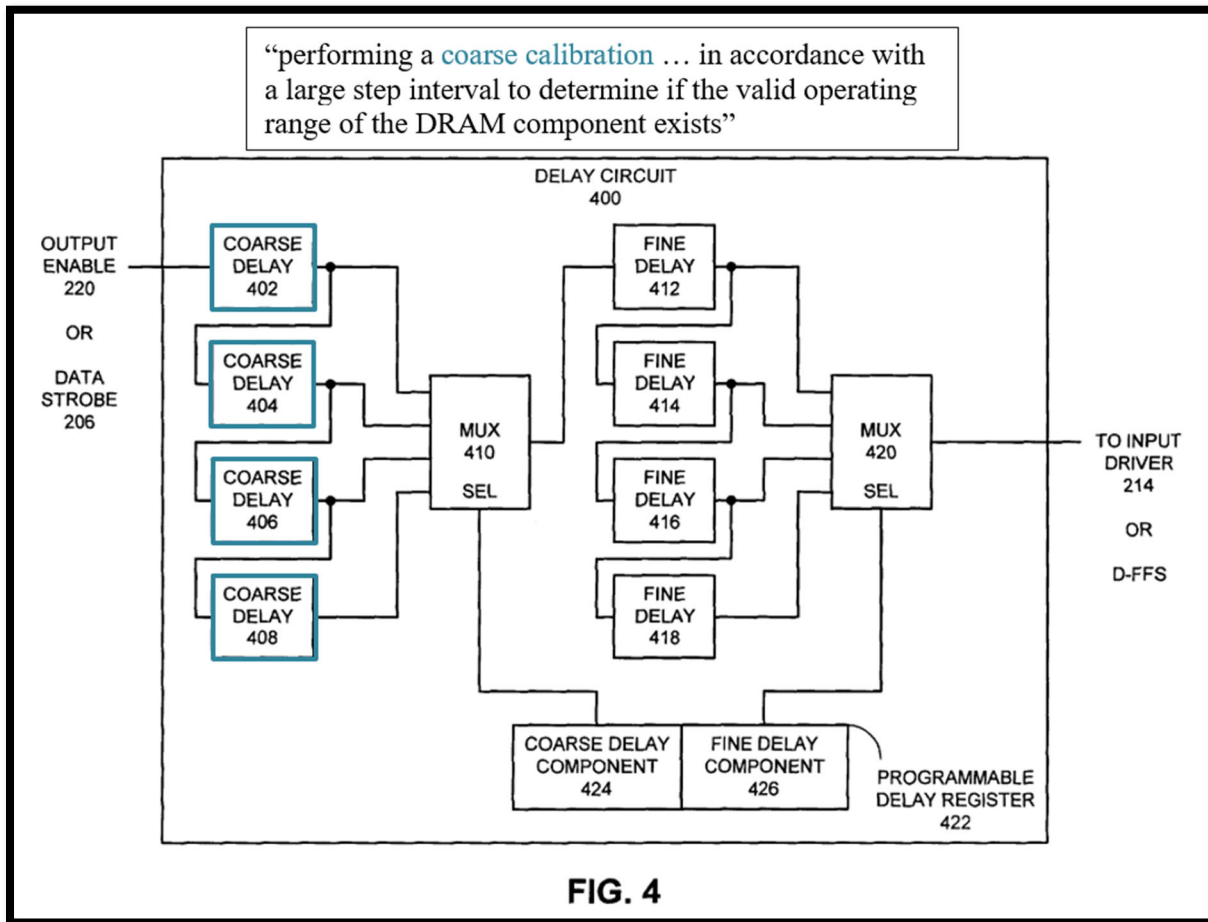 “performing a coarse calibration … in accordance with
a large step interval to determine if the valid operating
range of the DRAM component exists”
DELAY CIRCUIT
400
OUTPUT
ENABLE
220
OR
DATA
STROBE
206
COARSE
DELAY
402
COARSE
DELAY
404
COARSE
DELAY
406
COARSE
DELAY
408
MUX
410
SEL
FINE
DELAY
412
FINE
DELAY
414
FINE
DELAY
416
FINE
DELAY
418
MUX
420
SEL
TO INPUT
DRIVER
214
OR
D-FFS
COARSE DELAY
COMPONENT
424
FINE DELAY
COMPONENT
426
PROGRAMMABLE
DELAY REGISTER
422
FIG. 4